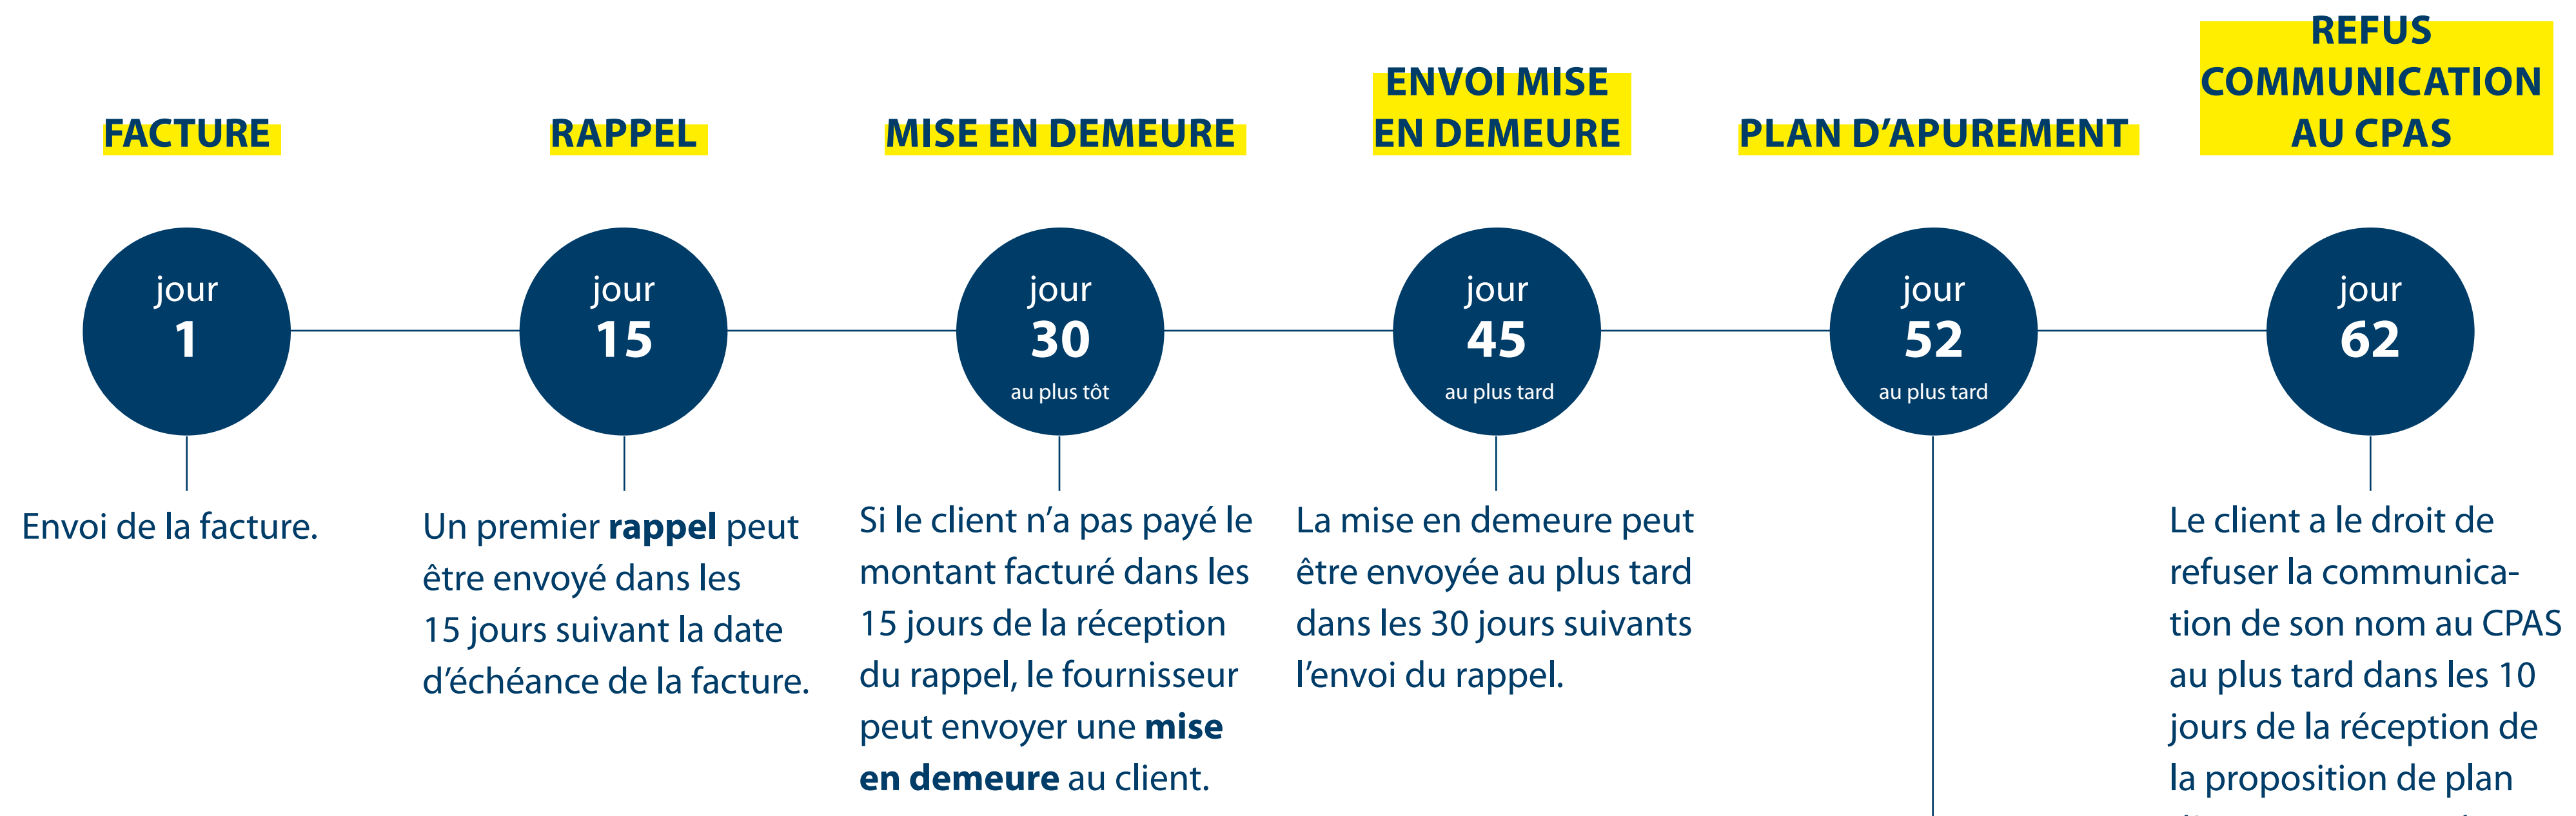 FACTURE
RAPPEL
MISE EN DEMEURE
ENVOI MISE
EN DEMEURE
PLAN D'APUREMENT
REFUS
COMMUNICATION
AU CPAS
jour
1
jour
15
jour
30
au plus tôt
jour
45
au plus tard
jour
52
au plus tard
jour
62
Envoi de la facture.
Un premier rappel peut
être envoyé dans les
15 jours suivant la date
d'échéance de la facture.
Si le client n'a pas payé le
montant facturé dans les
15 jours de la réception
du rappel, le fournisseur
peut envoyer une mise
en demeure au client.
La mise en demeure peut
être envoyée au plus tard
dans les 30 jours suivants
l'envoi du rappel.
Le client a le droit de
refuser la communica-
tion de son nom au CPAS
au plus tard dans les 10
jours de la réception de
la proposition de plan